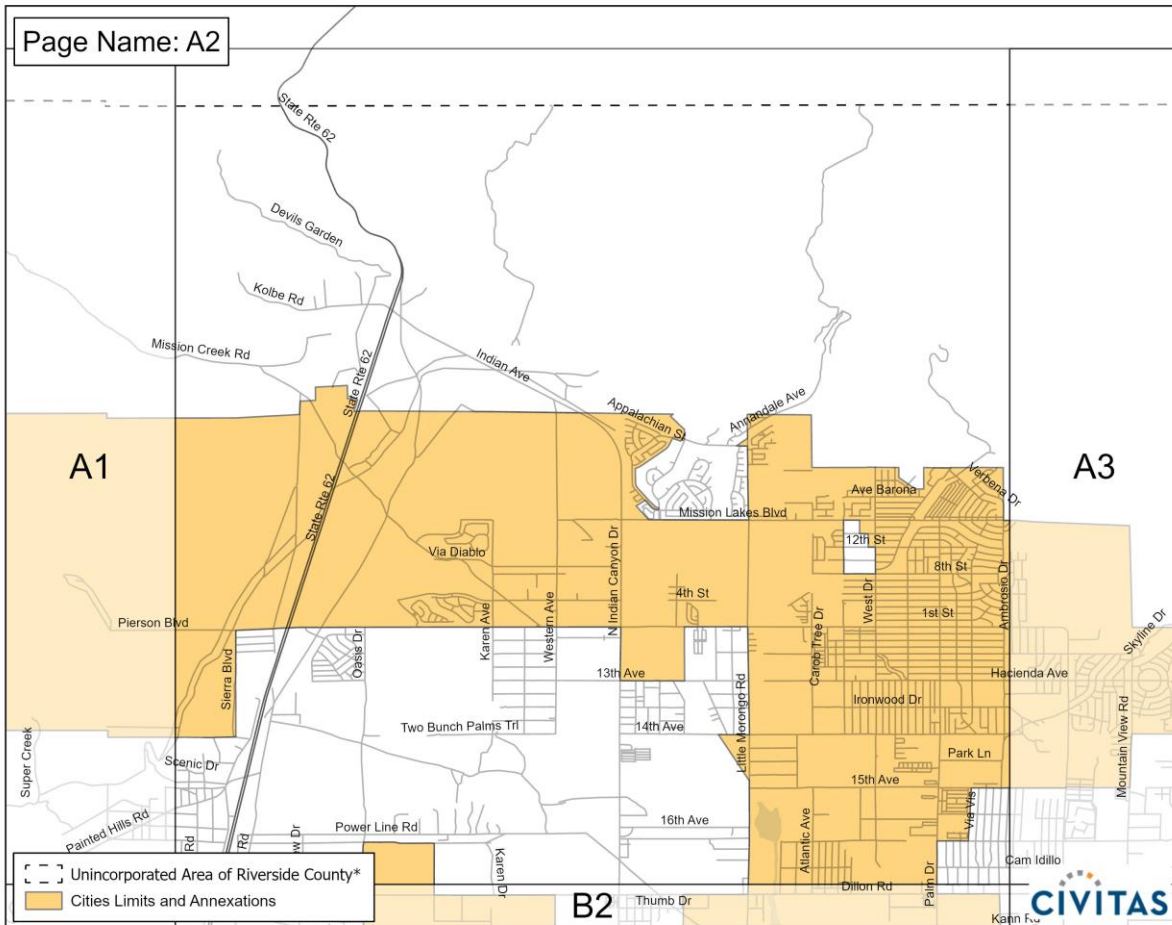 Page Name: A2
State Rte 62
Devils Garden
Kolbe Rd
Mission Creek Rd
State Rte 62
Indian Ave
Appalachian St
Annandale Ave
A1
A3
State Rte 62
Ave Barona
Verbena Dr
Mission Lakes Blvd
12th St
Via Diablo
8th St
N Indian Canyon Dr
4th St
West Dr
1st St
Ambrosio Dr
Pierson Blvd
Karen Ave
Western Ave
Carob Tree Dr
Skyline Dr
Sierra Blvd
Oasis Dr
13th Ave
Hacienda Ave
Ironwood Dr
Two Bunch Palms Trl
14th Ave
Little Morongo Rd
Park Ln
Mountain View Rd
Super Creek
Scenic Dr
15th Ave
Via Vis
Painted Hills Rd
Rd
Rd
ow Dr
Power Line Rd
16th Ave
Atlantic Ave
Karen Dr
Palm Dr
Cam Idillo
Unincorporated Area of Riverside County*
Cities Limits and Annexations
Dillon Rd
B2
Thumb Dr
Kann Rd
CIVITAS